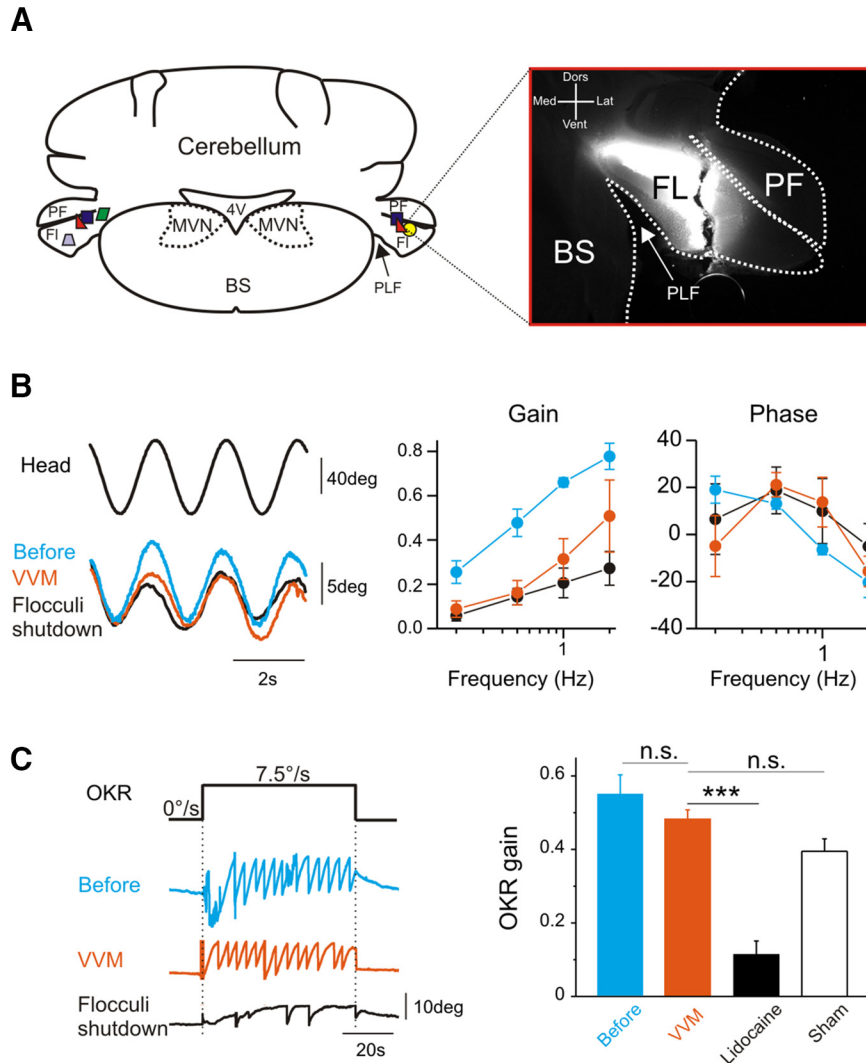 A
Cerebellum
PF
FI
4V
MVN
MVN
PF
FI
BS
PLF
Dors
Med
Lat
Vent
FL
PF
BS
PLF
B
Head
40deg
Before
VVM
Flocculi
shutdown
5deg
2s
Gain
0.8
0.6
0.4
0.2
0.0
1
Frequency (Hz)
Phase
40
20
0
-20
-40
1
Frequency (Hz)
C
OKR
0°/s
7.5°/s
Before
VVM
Flocculi
shutdown
10deg
20s
n.s.
n.s.
***
OKR gain
0.6
0.4
0.2
0
Before
VVM
Lidocaine
Sham